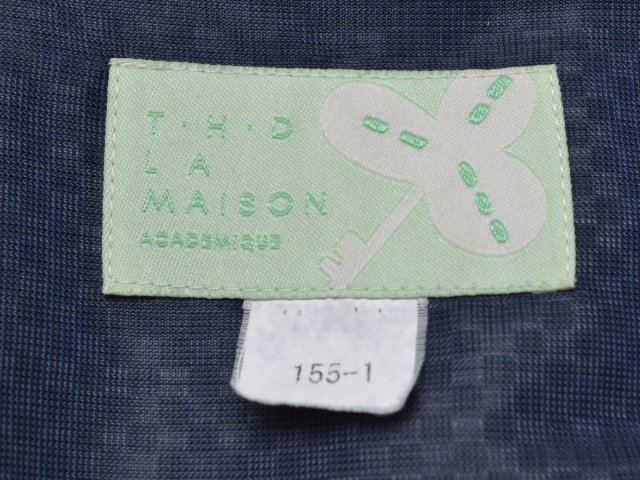 T·H·D
LA
MAISON
ACADEMIQUE
155-1